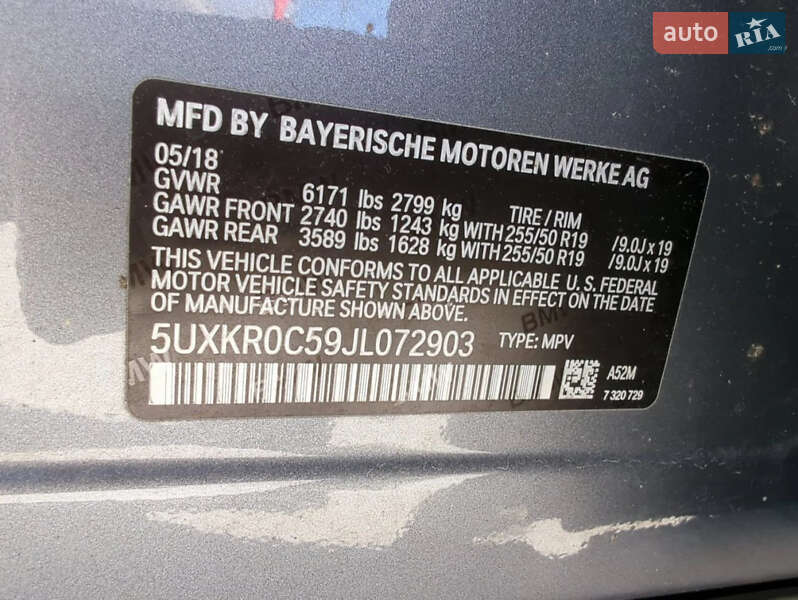 auto RIA.com
MFD BY BAYERISCHE MOTOREN WERKE AG
05/18
GVWR 6171 lbs 2799 kg TIRE / RIM
GAWR FRONT 2740 lbs 1243 kg WITH 255/50 R19 /9.0J x 19
GAWR REAR 3589 lbs 1628 kg WITH 255/50 R19 /9.0J x 19
THIS VEHICLE CONFORMS TO ALL APPLICABLE U. S. FEDERAL
MOTOR VEHICLE SAFETY STANDARDS IN EFFECT ON THE DATE
OF MANUFACTURE SHOWN ABOVE.
5UXKR0C59JL072903 TYPE: MPV
A52M
7 320 729